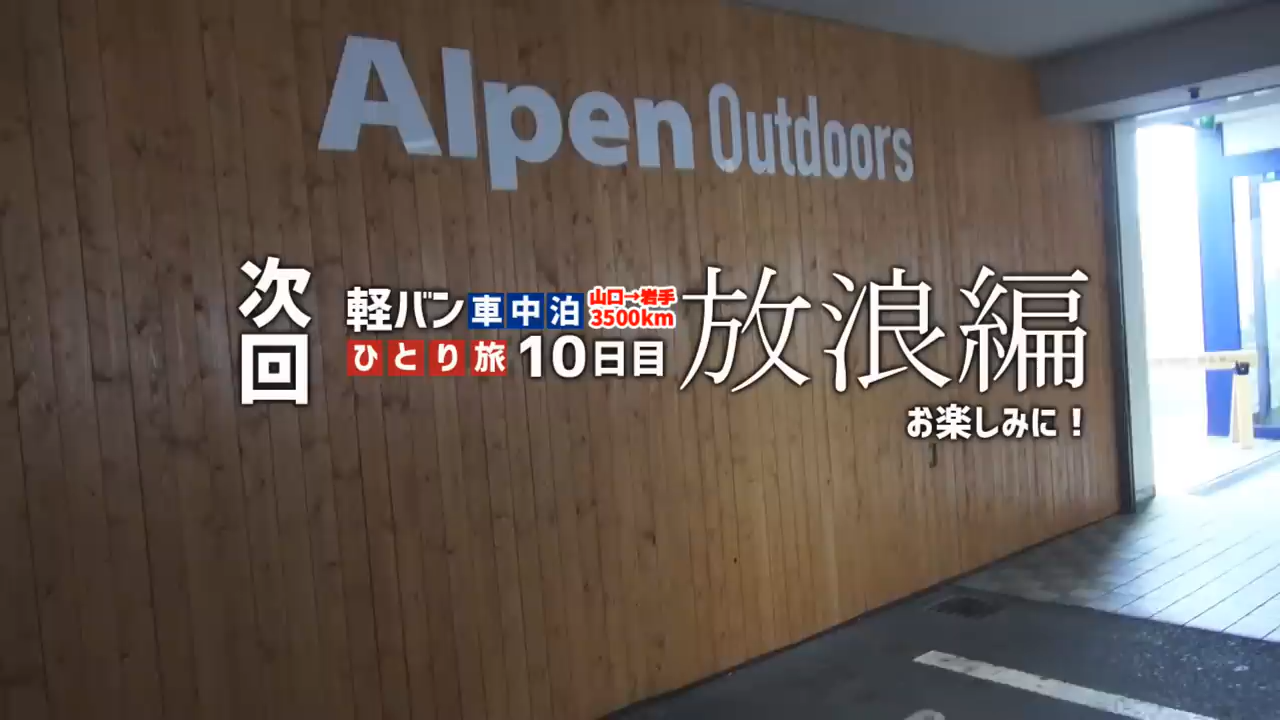 Alpen Outdoors
次回
軽バン車中泊
山口→岩手
3500km
ひとり旅 10日目
放浪編
お楽しみに！